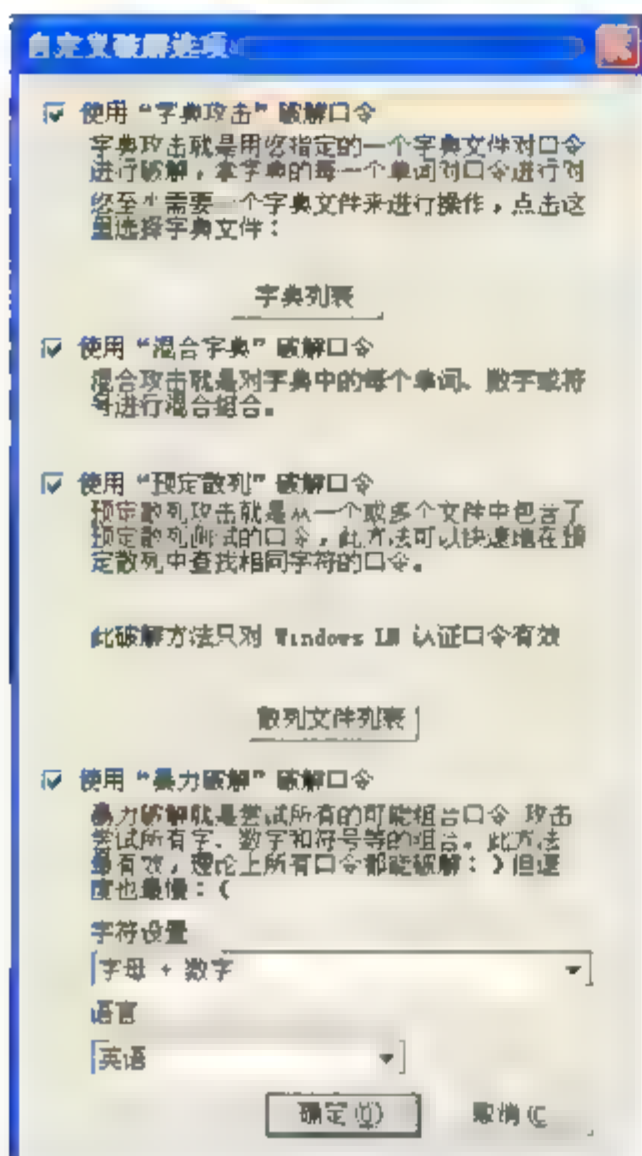 自定义破解选项
使用“字典攻击”破解口令
字典攻击就是用您指定的一个字典文件对口令
进行破解，拿字典的每一个单词对口令进行对
您至少需要一个字典文件来进行操作，点击这
里选择字典文件：
字典列表
使用“混合字典”破解口令
混合攻击就是对字典中的每个单词、数字或符
号进行混合组合。
使用“预定散列”破解口令
预定散列攻击就是从一个或多个文件中包含了
预定散列测试的口令，此方法可以快速地在预
定散列中查找相同字符的口令。
此破解方法只对 Windows LM 认证口令有效
散列文件列表
使用“暴力破解”破解口令
暴力破解就是尝试所有的可能组合口令 攻击
尝试所有字、数字和符号等的组合。此方法
最有效，理论上所有口令都能破解：）但速
度也最慢：（
字符设置
字母 + 数字
语言
英语
确定(O) 取消(C